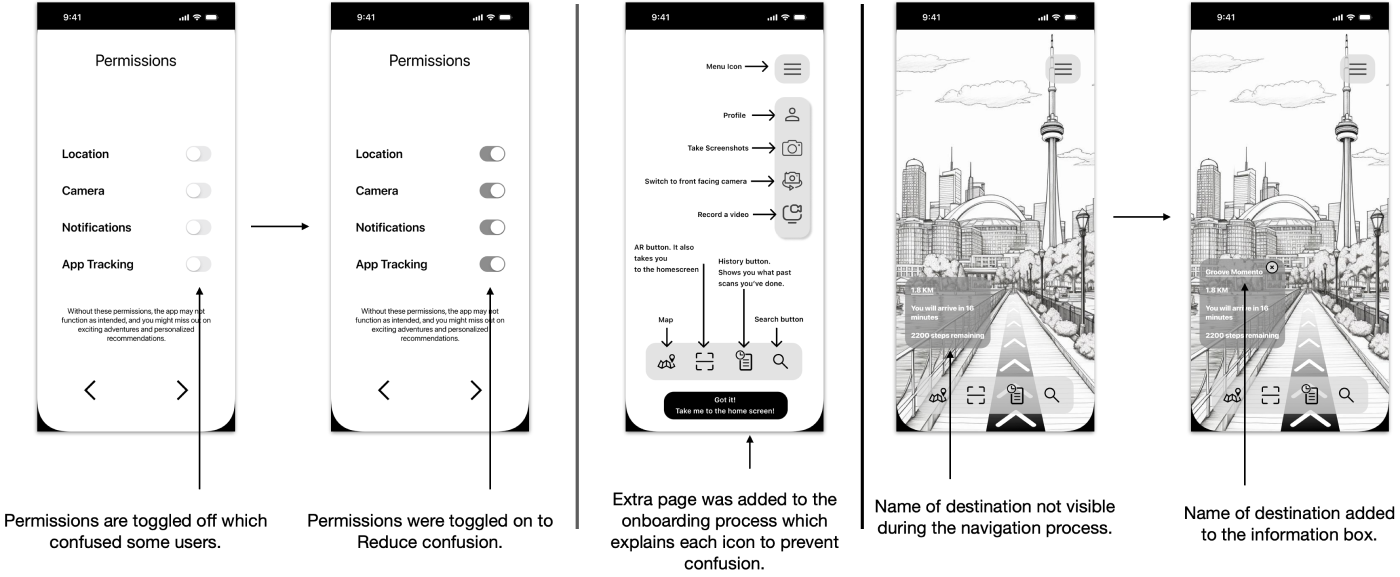 9:41
Permissions
Location
Camera
Notifications
App Tracking
Without these permissions, the app may not
function as intended, and you might miss out on
exciting adventures and personalized
recommendations.
Permissions are toggled off which
confused some users.
9:41
Permissions
Location
Camera
Notifications
App Tracking
Without these permissions, the app may not
function as intended, and you might miss out on
exciting adventures and personalized
recommendations.
Permissions were toggled on to
Reduce confusion.
9:41
Menu Icon
Profile
Take Screenshots
Switch to front facing camera
Record a video
AR button. It also
takes you
to the homescreen
History button.
Shows you what past
scans you've done.
Map
Search button
Got it!
Take me to the home screen!
Extra page was added to the
onboarding process which
explains each icon to prevent
confusion.
9:41
1.8 KM
You will arrive in 16
minutes
2200 steps remaining
Name of destination not visible
during the navigation process.
9:41
Groove Momento
1.8 KM
You will arrive in 16
minutes
2200 steps remaining
Name of destination added
to the information box.